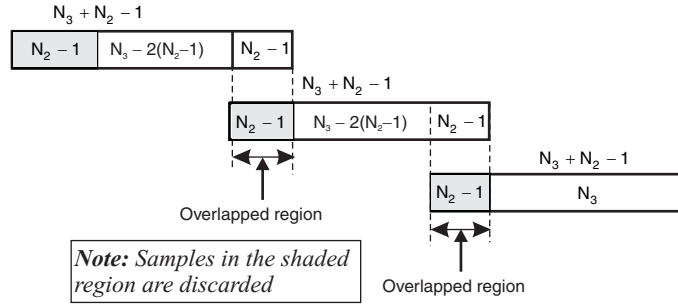 N₃ + N₂ − 1
N₂ − 1 N₃ − 2(N₂−1) N₂ − 1
N₃ + N₂ − 1
N₂ − 1 N₃ − 2(N₂−1) N₂ − 1
N₃ + N₂ − 1
N₂ − 1 N₃
Overlapped region
Note: Samples in the shaded
region are discarded
Overlapped region